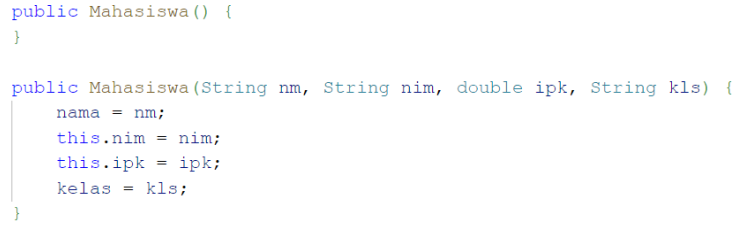 public Mahasiswa() {
}
public Mahasiswa(String nm, String nim, double ipk, String kls) {
nama = nm;
this.nim = nim;
this.ipk = ipk;
kelas = kls;
}